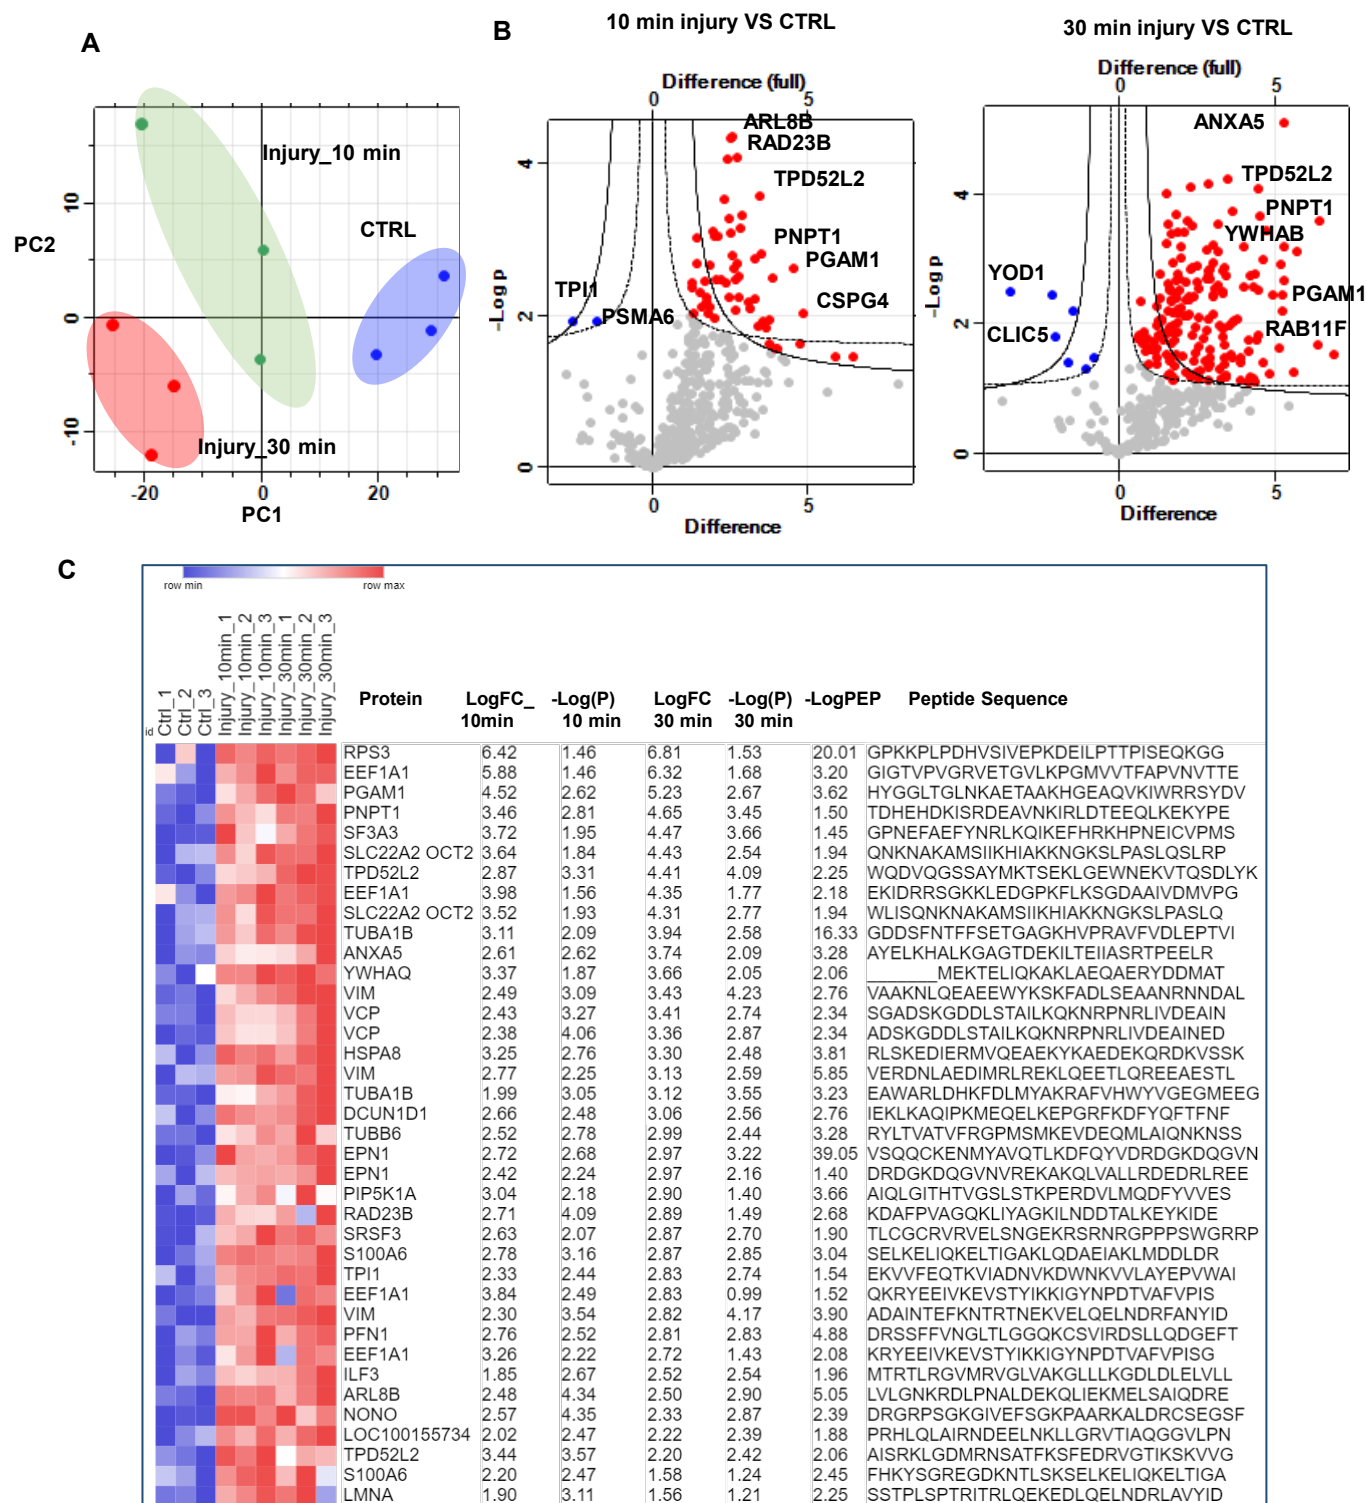 A
Injury_10 min
CTRL
Injury_30 min
PC2
10
0
-10
-20
0
20
PC1
B
10 min injury VS CTRL
Difference (full)
0
5
ARL8B
RAD23B
TPD52L2
PNPT1
PGAM1
CSPG4
TPI1
PSMA6
-Log p
4
2
0
0
5
Difference
30 min injury VS CTRL
Difference (full)
0
5
ANXA5
TPD52L2
PNPT1
YWHAB
YOD1
PGAM1
CLIC5
RAB11F
-Log p
4
2
0
0
5
Difference
C
row min
row max
id
Ctrl_1
Ctrl_2
Ctrl_3
Injury_10min_1
Injury_10min_2
Injury_10min_3
Injury_30min_1
Injury_30min_2
Injury_30min_3
Protein LogFC_ -Log(P) LogFC -Log(P) -LogPEP Peptide Sequence
10min 10 min 30 min 30 min
RPS3 6.42 1.46 6.81 1.53 20.01 GPKKPLPDHVSIVEPKDEILPTTPISEQKGG
EEF1A1 5.88 1.46 6.32 1.68 3.20 GIGTVPVGRVETGVLKPGMVVTFAPVNVTTE
PGAM1 4.52 2.62 5.23 2.67 3.62 HYGGLTGLNKAETAAKHGEAQVKIWRRSYDV
PNPT1 3.46 2.81 4.65 3.45 1.50 TDHEHDKISRDEAVNKIRLDTEEQLKEKYPE
SF3A3 3.72 1.95 4.47 3.66 1.45 GPNEFAEFYNRLKQIKEFHRKHPNEICVPMS
SLC22A2 OCT2 3.64 1.84 4.43 2.54 1.94 QNKNAKAMSIIKHIAKKNGKSLPASLQSLRP
TPD52L2 2.87 3.31 4.41 4.09 2.25 WQDVQGSSAYMKTSEKLGEWNEKVTQSDLYK
EEF1A1 3.98 1.56 4.35 1.77 2.18 EKIDRRSGKKLEDGPKFLKSGDAAIVDMVPG
SLC22A2 OCT2 3.52 1.93 4.31 2.77 1.94 WLISQNKNAKAMSIIKHIAKKNGKSLPASLQ
TUBA1B 3.11 2.09 3.94 2.58 16.33 GDDSFNTFFSETGAGKHVPRAVFVDLEPTVI
ANXA5 2.61 2.62 3.74 2.09 3.28 AYELKHALKGAGTDEKILTEIIASRTPEELR
YWHAQ 3.37 1.87 3.66 2.05 2.06 ________MEKTELIQKAKLAEQAERYDDMAT
VIM 2.49 3.09 3.43 4.23 2.76 VAAKNLQEAEEWYKSKFADLSEAANRNNDAL
VCP 2.43 3.27 3.41 2.74 2.34 SGADSKGDDLSTAILKQKNRPNRLIVDEAIN
VCP 2.38 4.06 3.36 2.87 2.34 ADSKGDDLSTAILKQKNRPNRLIVDEAINED
HSPA8 3.25 2.76 3.30 2.48 3.81 RLSKEDIERMVQEAEKYKAEDEKQRDKVSSK
VIM 2.77 2.25 3.13 2.59 5.85 VERDNLAEDIMRLREKLQEETLQREEAESTL
TUBA1B 1.99 3.05 3.12 3.55 3.23 EAWARLDHKFDLMYAKRAFVHWYVGEGMEEG
DCUN1D1 2.66 2.48 3.06 2.56 2.76 IEKLKAQIPKMEQELKEPGRFKDFYQFTFNF
TUBB6 2.52 2.78 2.99 2.44 3.28 RYLTVATVFRGPMSMKEVDEQMLAIQNKNSS
EPN1 2.72 2.68 2.97 3.22 39.05 VSQQCKENMYAVQTLKDFQYVDRDGKDQGVN
EPN1 2.42 2.24 2.97 2.16 1.40 DRDGKDQGVNVREKAKQLVALLRDEDRLREE
PIP5K1A 3.04 2.18 2.90 1.40 3.66 AIQLGITHTVGSLSTKPERDVLMQDFYVVES
RAD23B 2.71 4.09 2.89 1.49 2.68 KDAFPVAGQKLIYAGKILNDDTALKEYKIDE
SRSF3 2.63 2.07 2.87 2.70 1.90 TLCGCRVRVELSNGEKRSRNRGPPPSWGRRP
S100A6 2.78 3.16 2.87 2.85 3.04 SELKELIQKELTIGAKLQDAEIAKLMDDLDR
TPI1 2.33 2.44 2.83 2.74 1.54 EKVVFEQTKVIADNVKDWNKVVLAYEPVWAI
EEF1A1 3.84 2.49 2.83 0.99 1.52 QKRYEEIVKEVSTYIKKIGYNPDTVAFVPIS
VIM 2.30 3.54 2.82 4.17 3.90 ADAINTEFKNTRTNEKVELQELNDRFANYID
PFN1 2.76 2.52 2.81 2.83 4.88 DRSSFFVNGLTLGGQKCSVIRDSLLQDGEFT
EEF1A1 3.26 2.22 2.72 1.43 2.08 KRYEEIVKEVSTYIKKIGYNPDTVAFVPISG
ILF3 1.85 2.67 2.52 2.54 1.96 MTRTLRGVMRVGLVAKGLLLKGDLDLELVLL
ARL8B 2.48 4.34 2.50 2.90 5.05 LVLGNKRDLPNALDEKQLIEKMELSAIQDRE
NONO 2.57 4.35 2.33 2.87 2.39 DRGRPSGKGIVEFSGKPAARKALDRCSEGSF
LOC100155734 2.02 2.47 2.22 2.39 1.88 PRHLQLAIRNDEELNKLLGRVTIAQGGVLPN
TPD52L2 3.44 3.57 2.20 2.42 2.06 AISRKLGDMRNSATFKSFEDRVGTIKSKVVG
S100A6 2.20 2.47 1.58 1.24 2.45 FHKYSGREGDKNTLSKSELKELIQKELTIGA
LMNA 1.90 3.11 1.56 1.21 2.25 SSTPLSPTRITRLQEKEDLQELNDRLAVYID